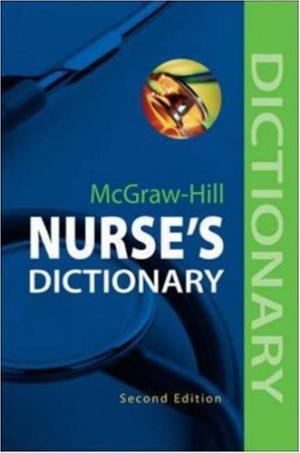 McGraw-Hill
NURSE'S
DICTIONARY
Second Edition
DICTIONARY